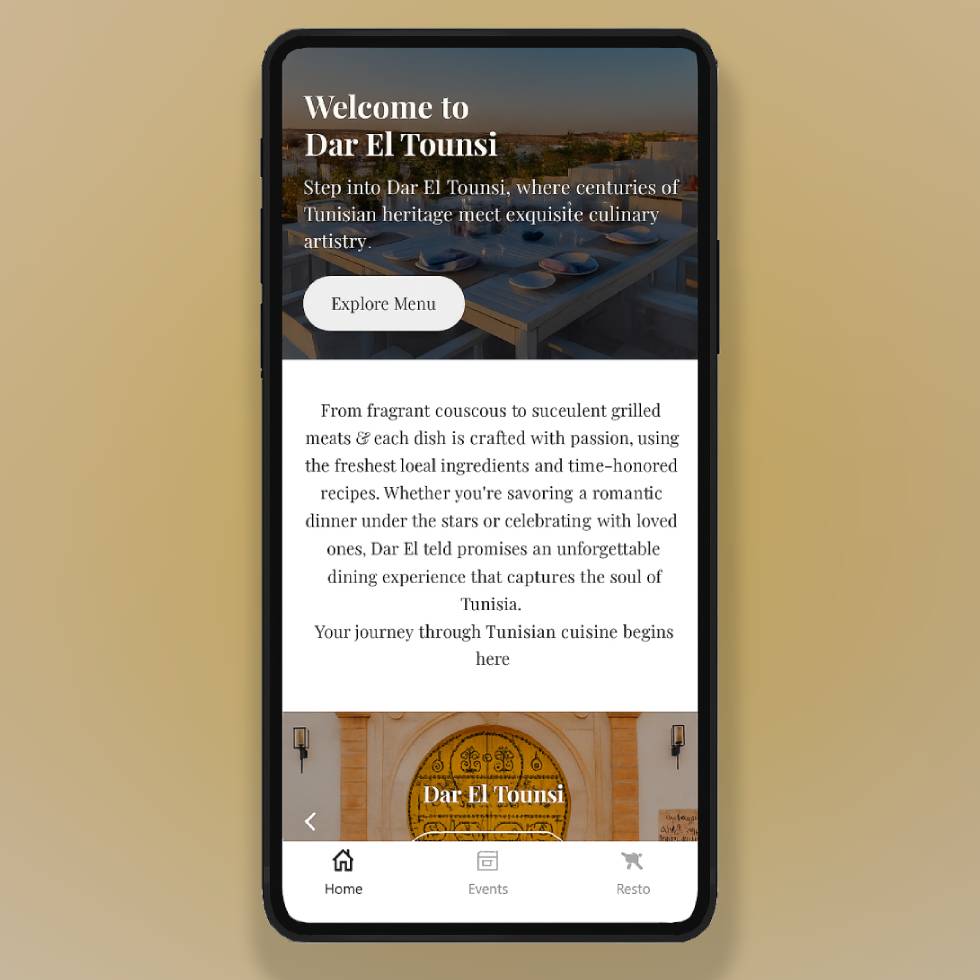 Welcome to
Dar El Tounsi
Step into Dar El Tounsi, where centuries of
Tunisian heritage mect exquisite culinary
artistry.
Explore Menu
From fragrant couscous to suceulent grilled
meats & each dish is crafted with passion, using
the freshest loeal ingredients and time-honored
recipes. Whether you're savoring a romantic
dinner under the stars or celebrating with loved
ones, Dar El teld promises an unforgettable
dining experience that captures the soul of
Tunisia.
Your journey through Tunisian cuisine begins
here
Dar El Tounsi
Home
Events
Resto